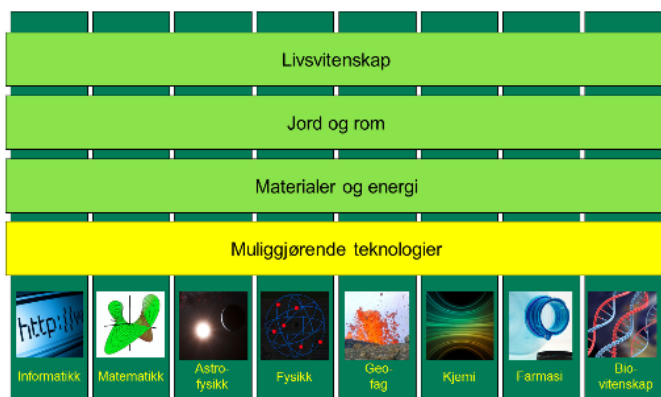 Livsvitenskap
Jord og rom
Materialer og energi
Muliggjørende teknologier
http://w
Informatikk
Matematikk
Astro-
fysikk
Fysikk
Geo-
fag
Kjemi
Farmasi
Bio-
vitenskap